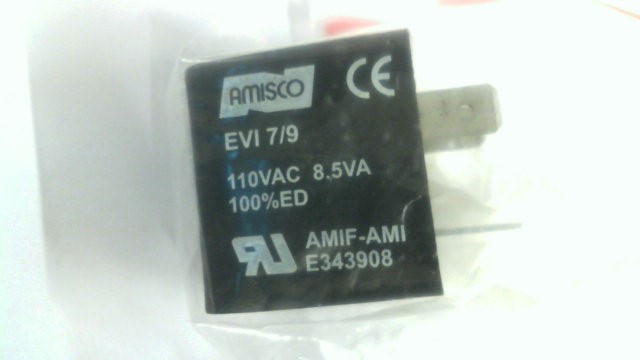 AMISCO
CE
EVI 7/9
110VAC 8.5VA
100%ED
AMIF-AMI
E343908